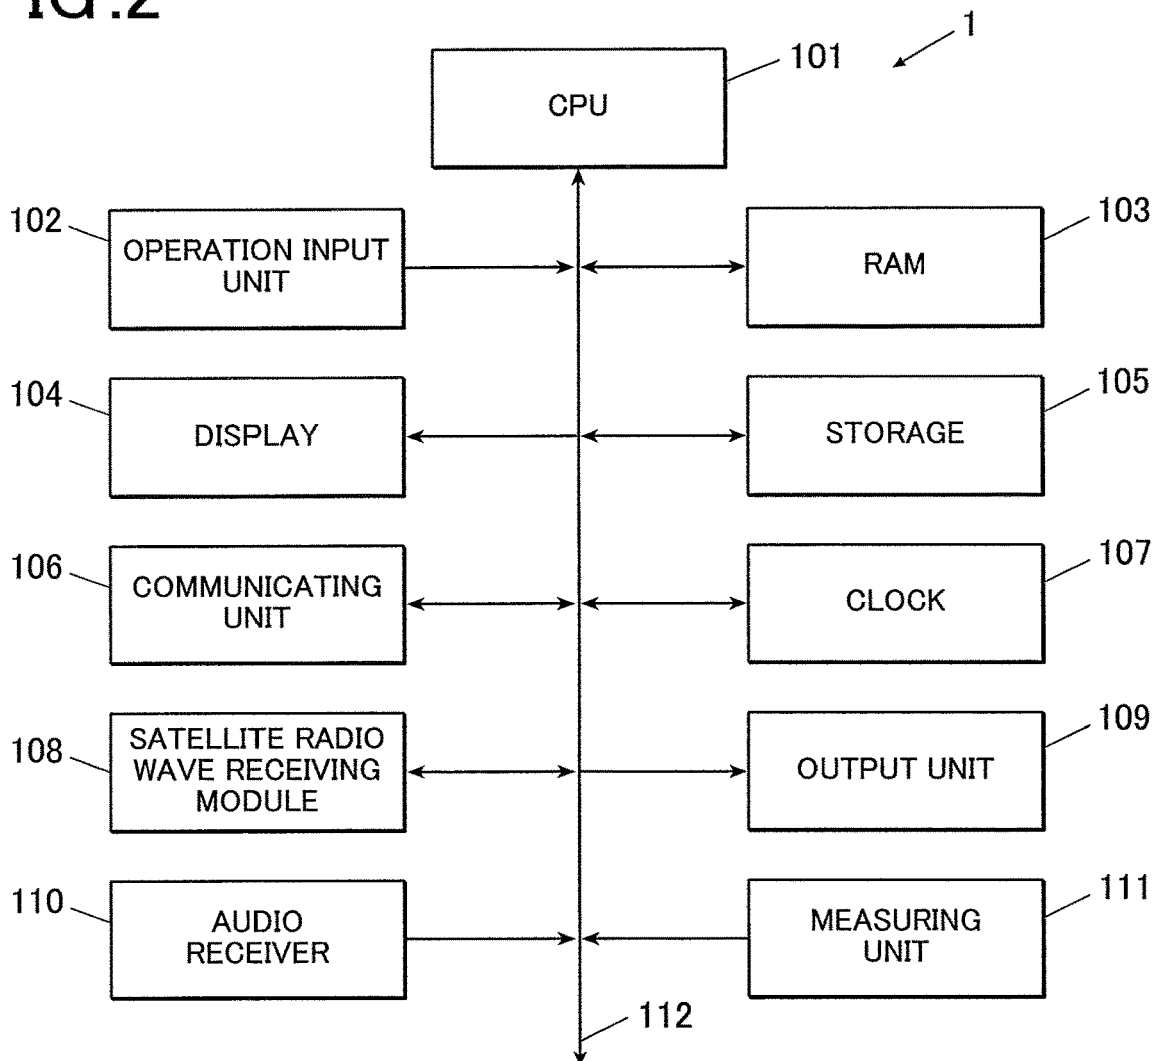 FIG.2
1
101
CPU
102
OPERATION INPUT
UNIT
103
RAM
104
DISPLAY
105
STORAGE
106
COMMUNICATING
UNIT
107
CLOCK
108
SATELLITE RADIO
WAVE RECEIVING
MODULE
109
OUTPUT UNIT
110
AUDIO
RECEIVER
111
MEASURING
UNIT
112